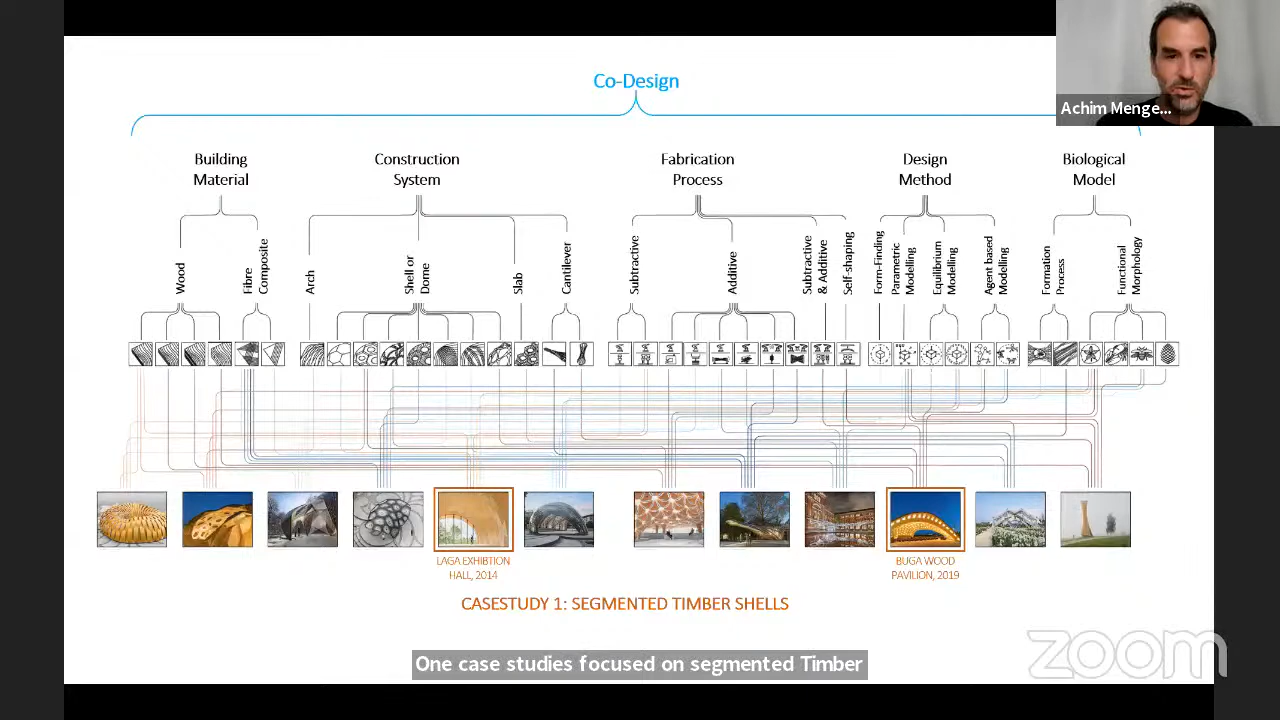 Co-Design
Achim Menge...
Building
Material
Construction
System
Fabrication
Process
Design
Method
Biological
Model
Wood
Fibre
Composite
Arch
Shell or
Dome
Slab
Cantilever
Subtractive
Additive
Subtractive
& Additive
Self-shaping
Form-Finding
Parametric
Modelling
Equilibrium
Modelling
Agent based
Modelling
Formation
Process
Functional
Morphology
LAGA EXHIBTION
HALL, 2014
BUGA WOOD
PAVILION, 2019
CASESTUDY 1: SEGMENTED TIMBER SHELLS
One case studies focused on segmented Timber
zoom